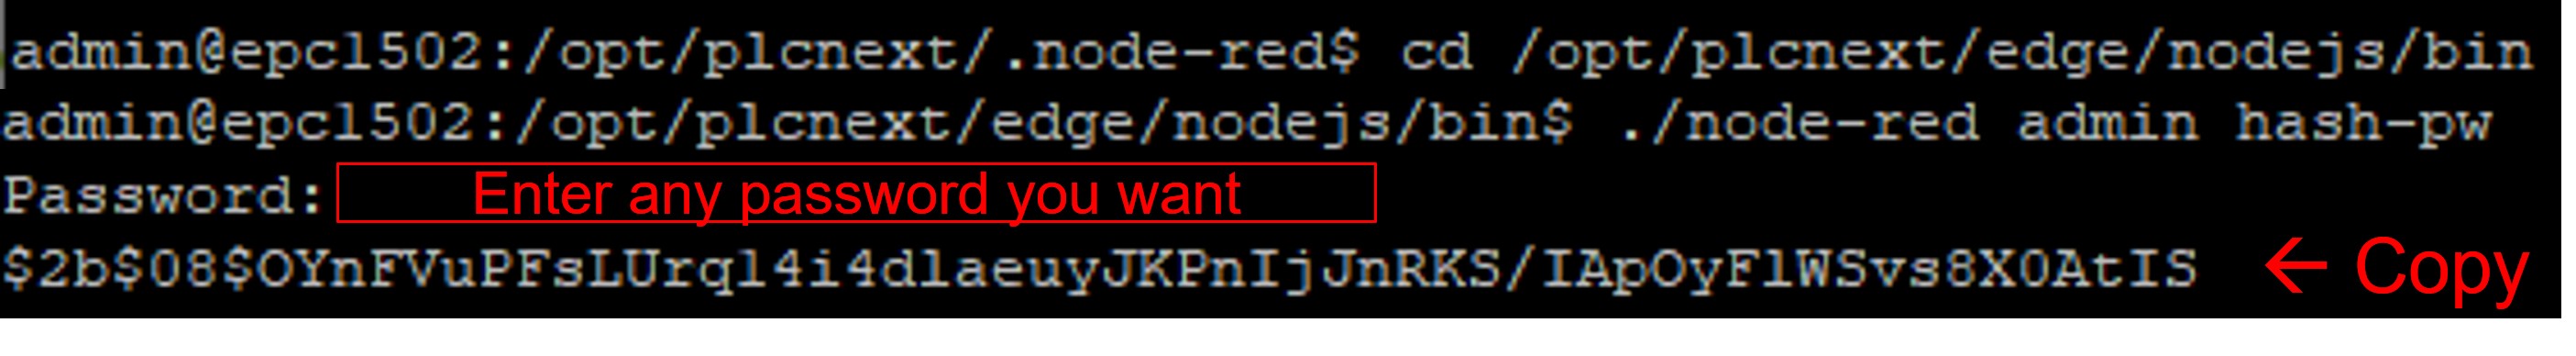 admin@epc1502:/opt/plcnext/.node-red$ cd /opt/plcnext/edge/nodejs/bin
admin@epc1502:/opt/plcnext/edge/nodejs/bin$ ./node-red admin hash-pw
Password: Enter any password you want
$2b$08$OYnFVuPFsLUrql4i4dlaeuyJKPnIjJnRKS/IApOyFlWSvs8X0AtIS ← Copy